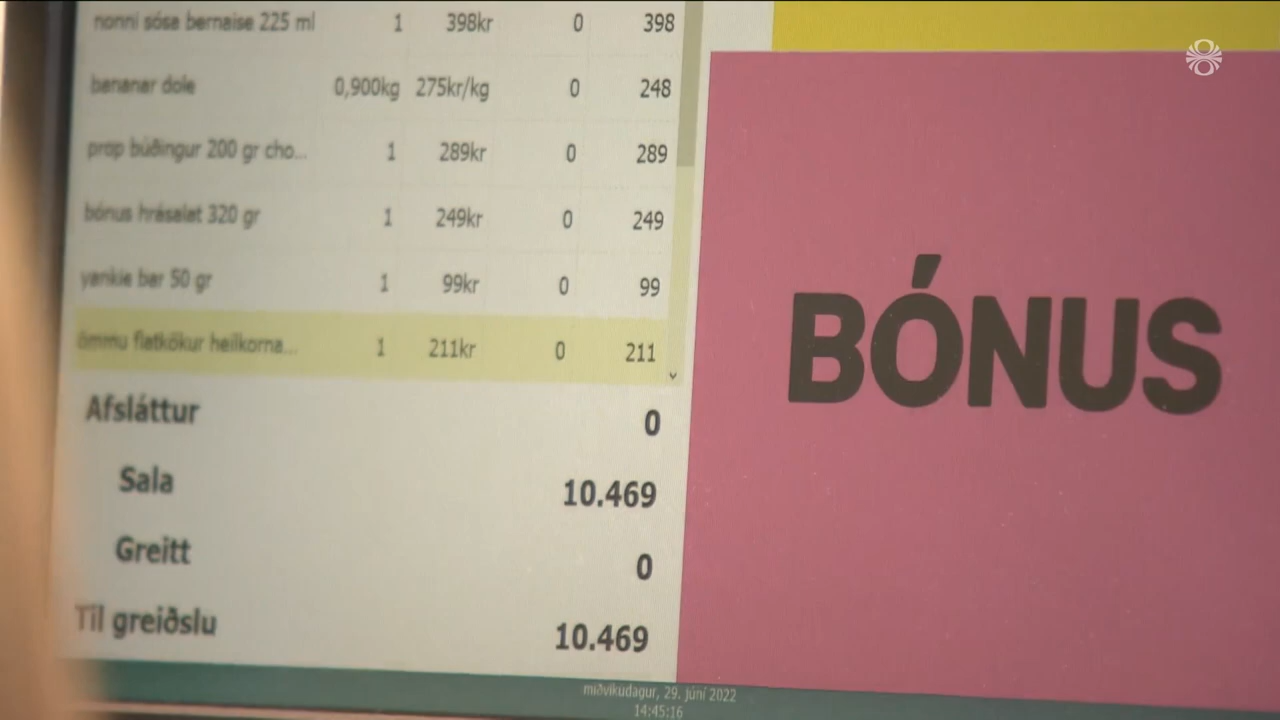 nonni sósa bernaise 225 ml 1 398kr 0 398
bananar dole 0,900kg 275kr/kg 0 248
prap búðingur 200 gr cho... 1 289kr 0 289
bónus hrásalat 320 gr 1 249kr 0 249
yankie bar 50 gr 1 99kr 0 99
ömmu flatkökur heilkorna... 1 211kr 0 211
Afsláttur 0
Sala 10.469
Greitt 0
Til greiðslu 10.469
BÓNUS
miðvikudagur, 29. júní 2022
14:45:16